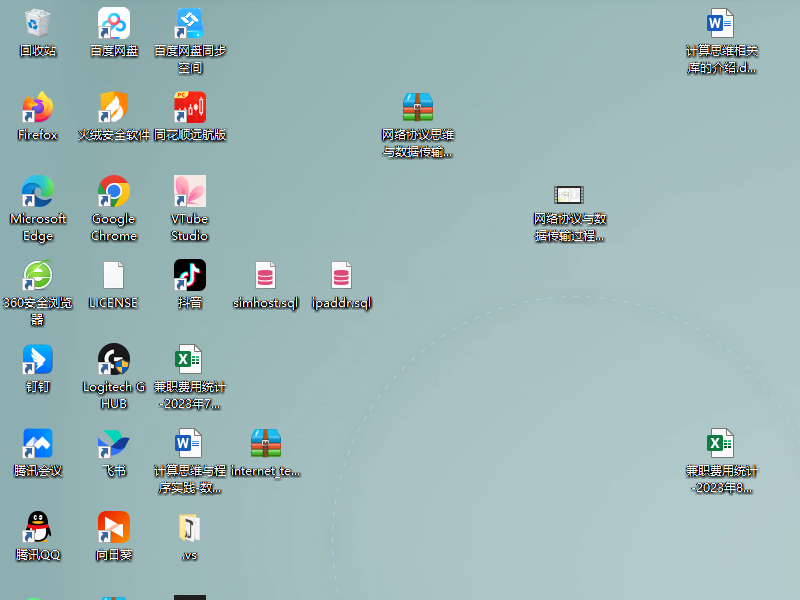 回收站
百度网盘
百度网盘同步
空间
计算思维相关
库的介绍.d...
Firefox
火绒安全软件
同花顺远航版
网络协议思维
与数据传输...
Microsoft
Edge
Google
Chrome
VTube
Studio
网络协议与数
据传输过程...
360安全浏览
器
LICENSE
抖音
simhost.sql
ipaddr.sql
钉钉
Logitech G
HUB
兼职费用统计
-2023年7...
腾讯会议
飞书
计算思维与程
序实践-数...
internet_te...
兼职费用统计
-2023年8...
腾讯QQ
向日葵
.vs